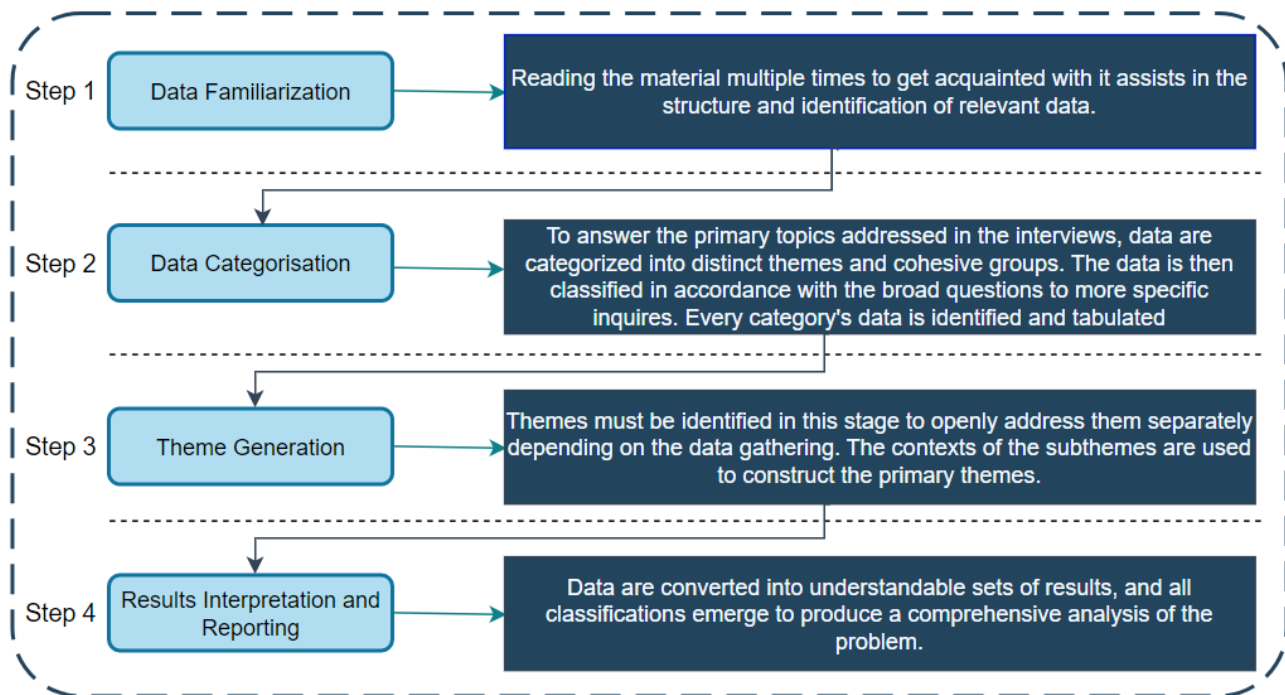 Step 1
Data Familiarization
Reading the material multiple times to get acquainted with it assists in the
structure and identification of relevant data.
Step 2
Data Categorisation
To answer the primary topics addressed in the interviews, data are
categorized into distinct themes and cohesive groups. The data is then
classified in accordance with the broad questions to more specific
inquires. Every category's data is identified and tabulated
Step 3
Theme Generation
Themes must be identified in this stage to openly address them separately
depending on the data gathering. The contexts of the subthemes are used
to construct the primary themes.
Step 4
Results Interpretation and
Reporting
Data are converted into understandable sets of results, and all
classifications emerge to produce a comprehensive analysis of the
problem.